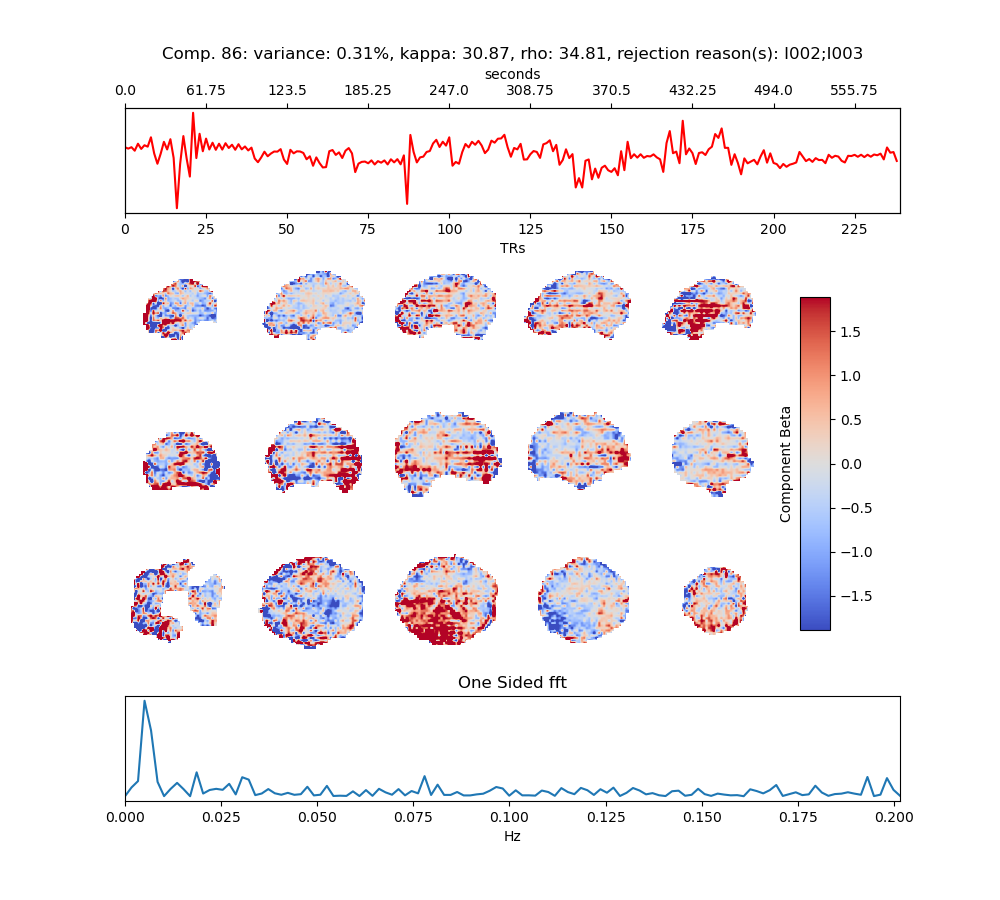 Comp. 86: variance: 0.31%, kappa: 30.87, rho: 34.81, rejection reason(s): I002;I003
seconds
0.0 61.75 123.5 185.25 247.0 308.75 370.5 432.25 494.0 555.75
0 25 50 75 100 125 150 175 200 225
TRs
1.5
1.0
0.5
0.0
−0.5
−1.0
−1.5
Component Beta
One Sided fft
0.000 0.025 0.050 0.075 0.100 0.125 0.150 0.175 0.200
Hz